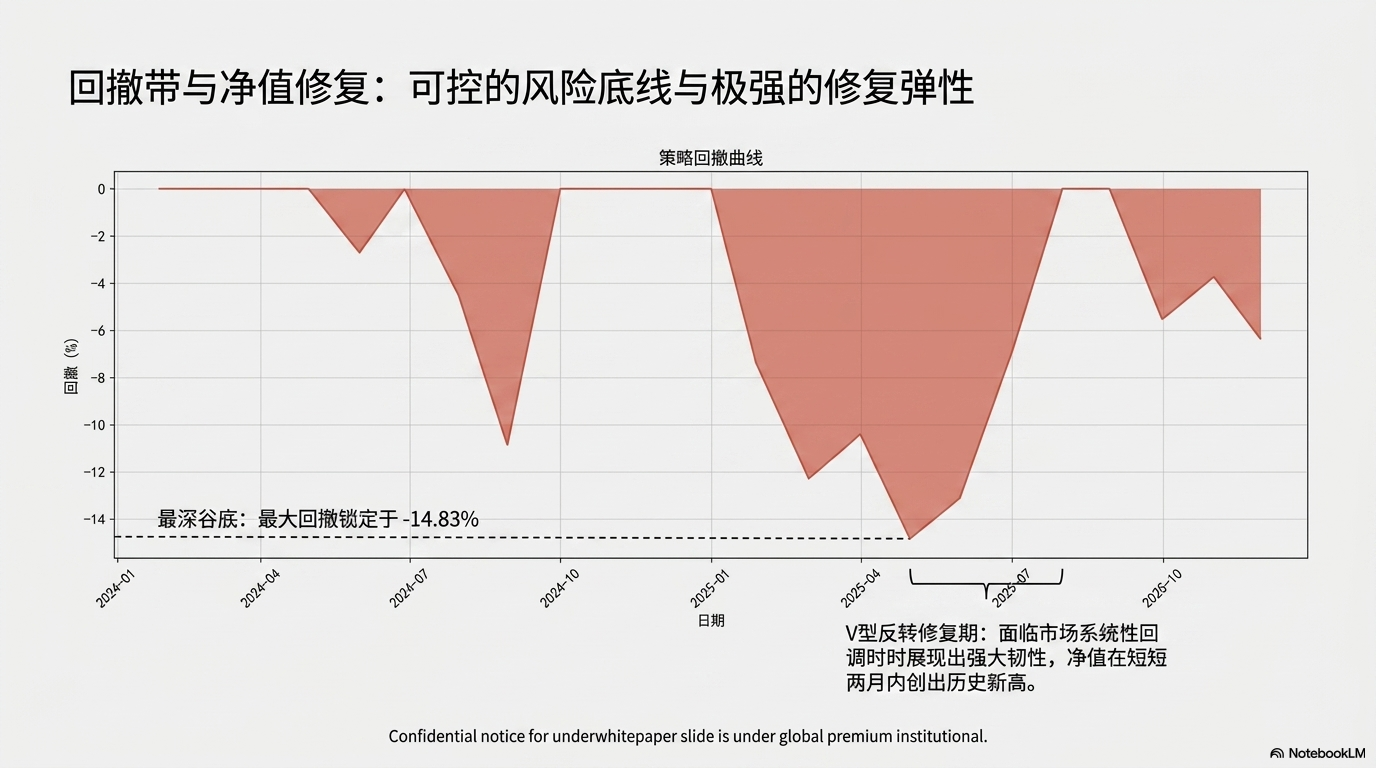 回撤带与净值修复：可控的风险底线与极强的修复弹性
策略回撤曲线
0
−2
−4
−6
−8
−10
−12
−14
回撤（%）
最深谷底：最大回撤锁定于 -14.83%
2024-01
2024-04
2024-07
2024-10
2025-01
2025-04
2025-07
2025-10
日期
V型反转修复期：面临市场系统性回
调时时展现出强大韧性，净值在短短
两月内创出历史新高。
Confidential notice for underwhitepaper slide is under global premium institutional.
NotebookLM